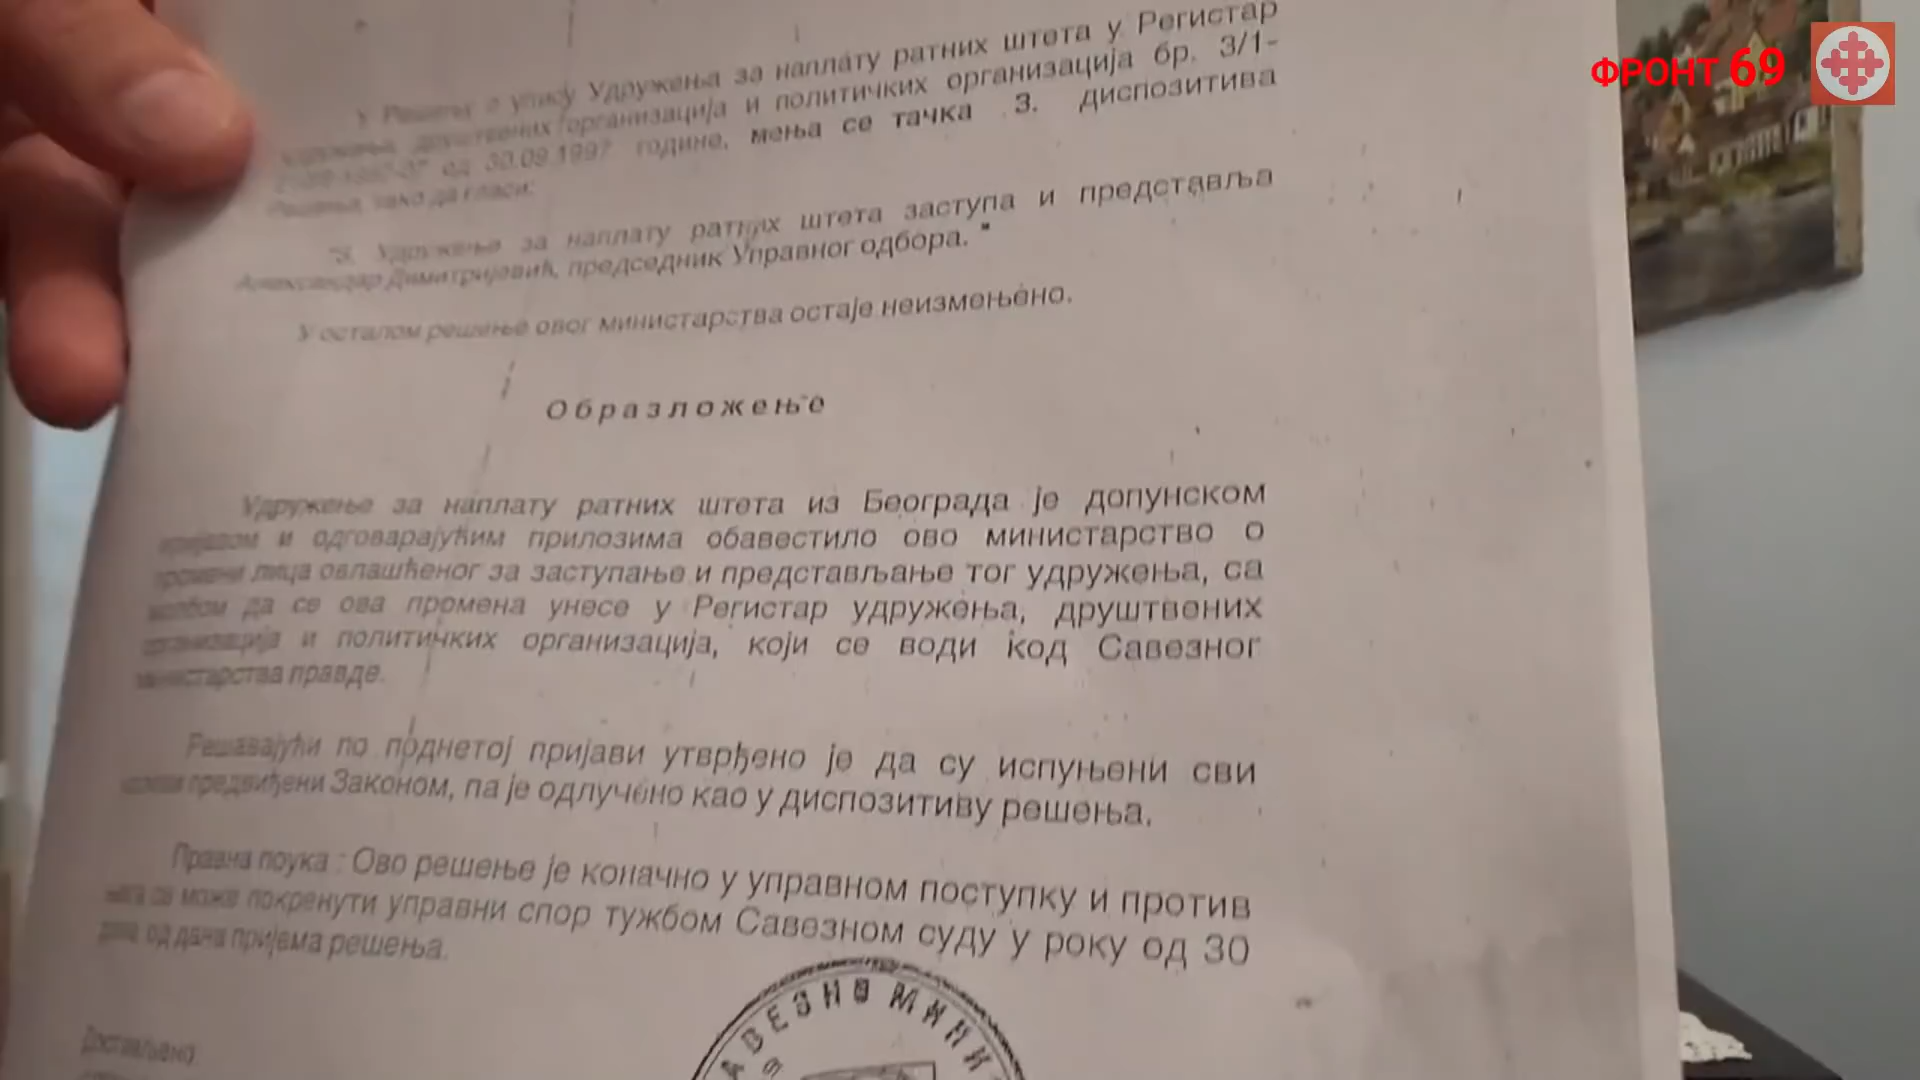 ФРОНТ 69
У Решењу о упису Удружења за наплату ратних штета у Регистар
удружења, друштвених организација и политичких организација бр. 3/1-
од 30.09.1997 године, мења се тачка 3. диспозитива
Решења, тако да гласи:
"3. Удружење за наплату ратних штета заступа и представља
Александар Димитријевић, председник Управног одбора. "
У осталом решење овог министарства остаје неизмењено.
Образложење
Удружење за наплату ратних штета из Београда је допунском
пријавом и одговарајућим прилозима обавестило ово министарство о
промени лица овлашћеног за заступање и представљање тог удружења, са
молбом да се ова промена унесе у Регистар удружења, друштвених
организација и политичких организација, који се води код Савезног
министарства правде.
Решавајући по поднетој пријави утврђено је да су испуњени сви
услови предвиђени Законом, па је одлучено као у диспозитиву решења.
Правна поука : Ово решење је коначно у управном поступку и против
њега се може покренути управни спор тужбом Савезном суду у року од 30
дана од дана пријема решења.
Достављено